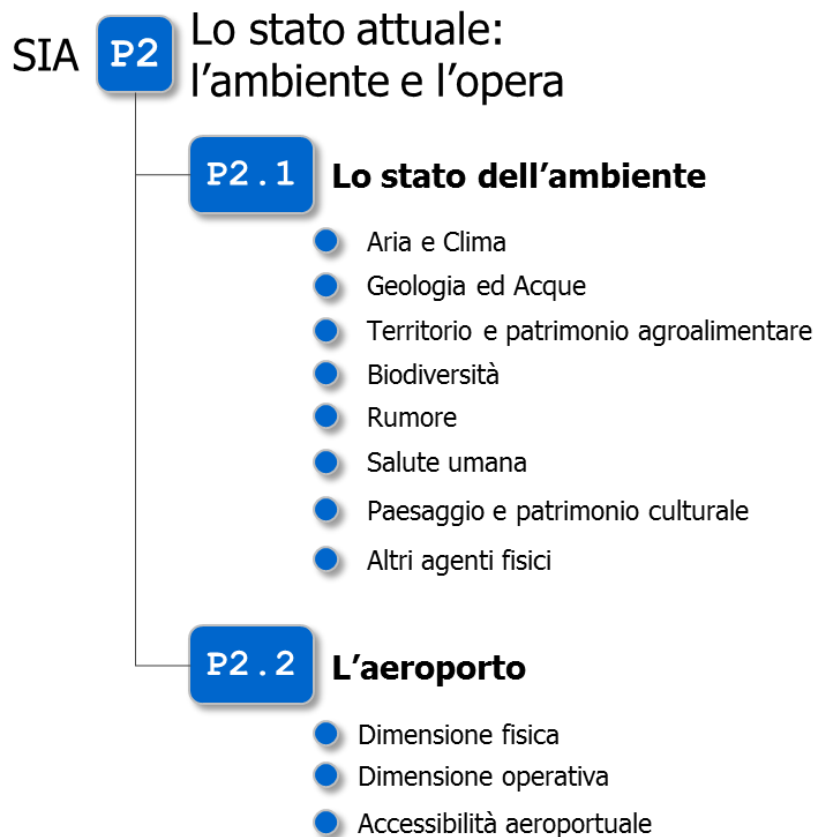 SIA P2 Lo stato attuale:
l’ambiente e l’opera
P2.1 Lo stato dell’ambiente
Aria e Clima
Geologia ed Acque
Territorio e patrimonio agroalimentare
Biodiversità
Rumore
Salute umana
Paesaggio e patrimonio culturale
Altri agenti fisici
P2.2 L’aeroporto
Dimensione fisica
Dimensione operativa
Accessibilità aeroportuale